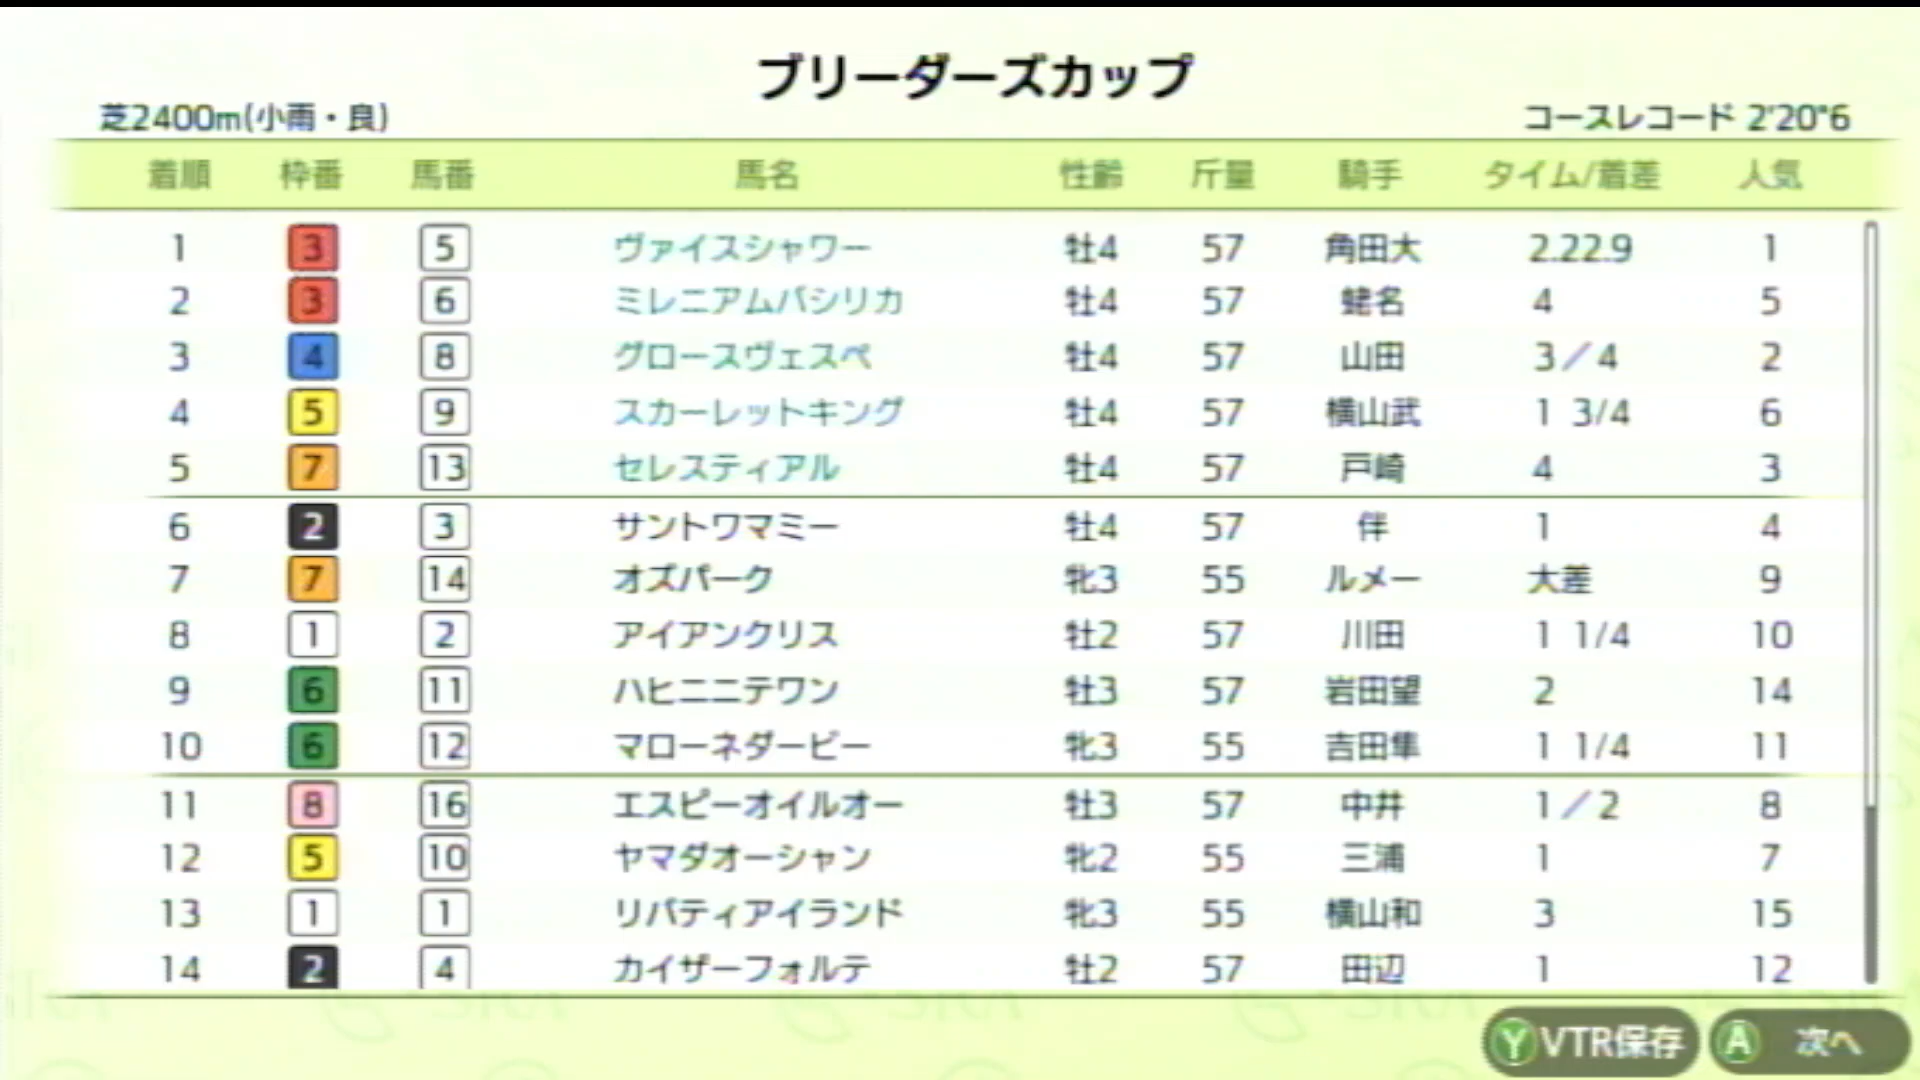 ブリーダーズカップ
芝2400m(小雨・良) コースレコード 2'20"6
着順 枠番 馬番 馬名 性齢 斤量 騎手 タイム/着差 人気
1 3 5 ヴァイスシャワー 牡4 57 角田大 2.22.9 1
2 3 6 ミレニアムバシリカ 牡4 57 蛯名 4 5
3 4 8 グロースヴェスペ 牡4 57 山田 3/4 2
4 5 9 スカーレットキング 牡4 57 横山武 1 3/4 6
5 7 13 セレスティアル 牡4 57 戸崎 4 3
6 2 3 サントワマミー 牡4 57 伴 1 4
7 7 14 オズパーク 牝3 55 ルメー 大差 9
8 1 2 アイアンクリス 牡2 57 川田 1 1/4 10
9 6 11 ハヒニニテワン 牡3 57 岩田望 2 14
10 6 12 マローネダービー 牝3 55 吉田隼 1 1/4 11
11 8 16 エスピーオイルオー 牡3 57 中井 1/2 8
12 5 10 ヤマダオーシャン 牝2 55 三浦 1 7
13 1 1 リバティアイランド 牝3 55 横山和 3 15
14 2 4 カイザーフォルテ 牡2 57 田辺 1 12
Y VTR保存 A 次へ